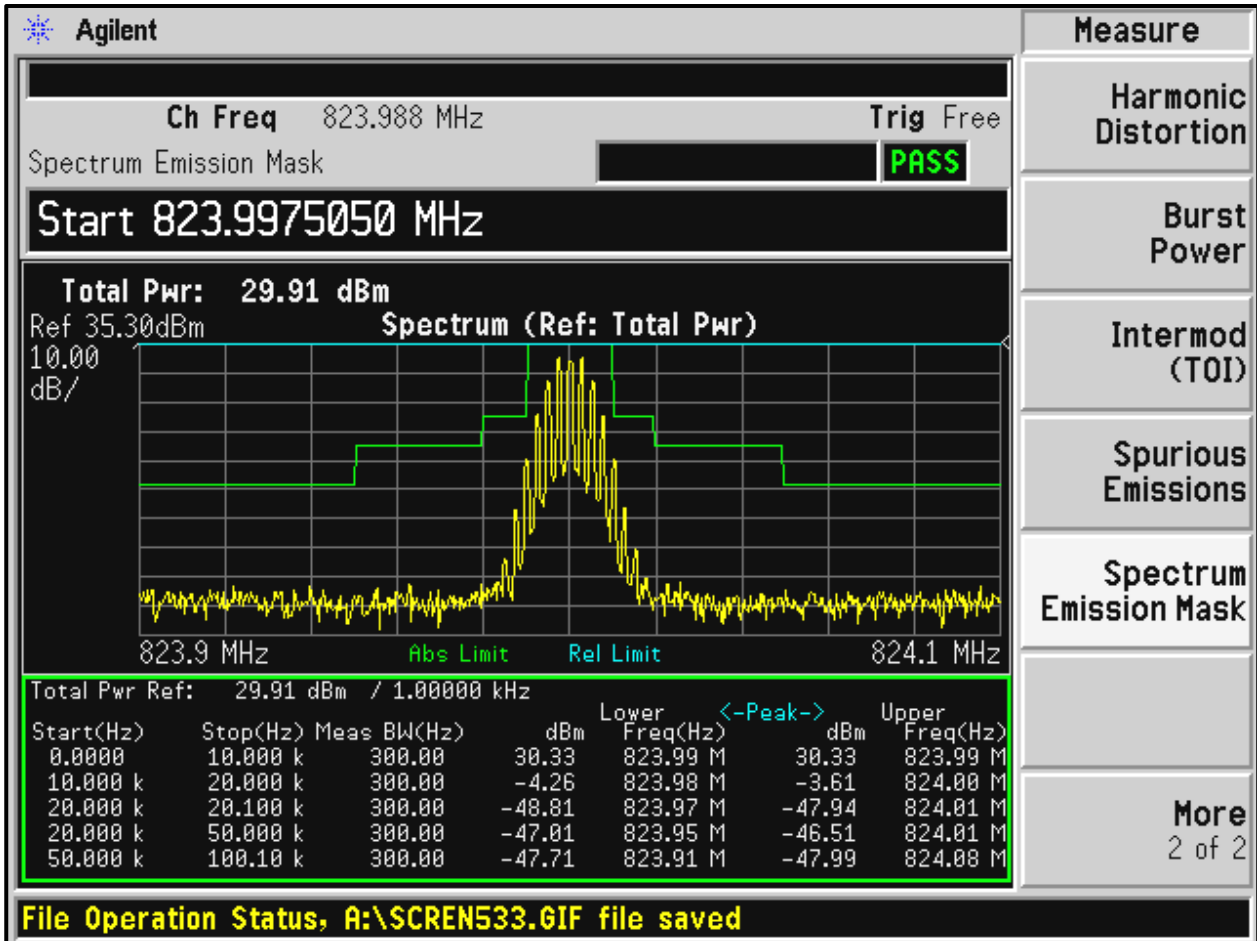 Agilent
Measure
Ch Freq 823.988 MHz Trig Free
Spectrum Emission Mask PASS
Start 823.9975050 MHz
Total Pwr: 29.91 dBm
Ref 35.30dBm Spectrum (Ref: Total Pwr)
10.00
dB/
823.9 MHz Abs Limit Rel Limit 824.1 MHz
Total Pwr Ref: 29.91 dBm / 1.00000 kHz
Lower <-Peak-> Upper
Start(Hz) Stop(Hz) Meas BW(Hz) dBm Freq(Hz) dBm Freq(Hz)
0.0000 10.000 k 300.00 30.33 823.99 M 30.33 823.99 M
10.000 k 20.000 k 300.00 -4.26 823.98 M -3.61 824.00 M
20.000 k 20.100 k 300.00 -48.81 823.97 M -47.94 824.01 M
20.000 k 50.000 k 300.00 -47.01 823.95 M -46.51 824.01 M
50.000 k 100.10 k 300.00 -47.71 823.91 M -47.99 824.08 M
Harmonic
Distortion
Burst
Power
Intermod
(TOI)
Spurious
Emissions
Spectrum
Emission Mask
More
2 of 2
File Operation Status, A:\SCREN533.GIF file saved